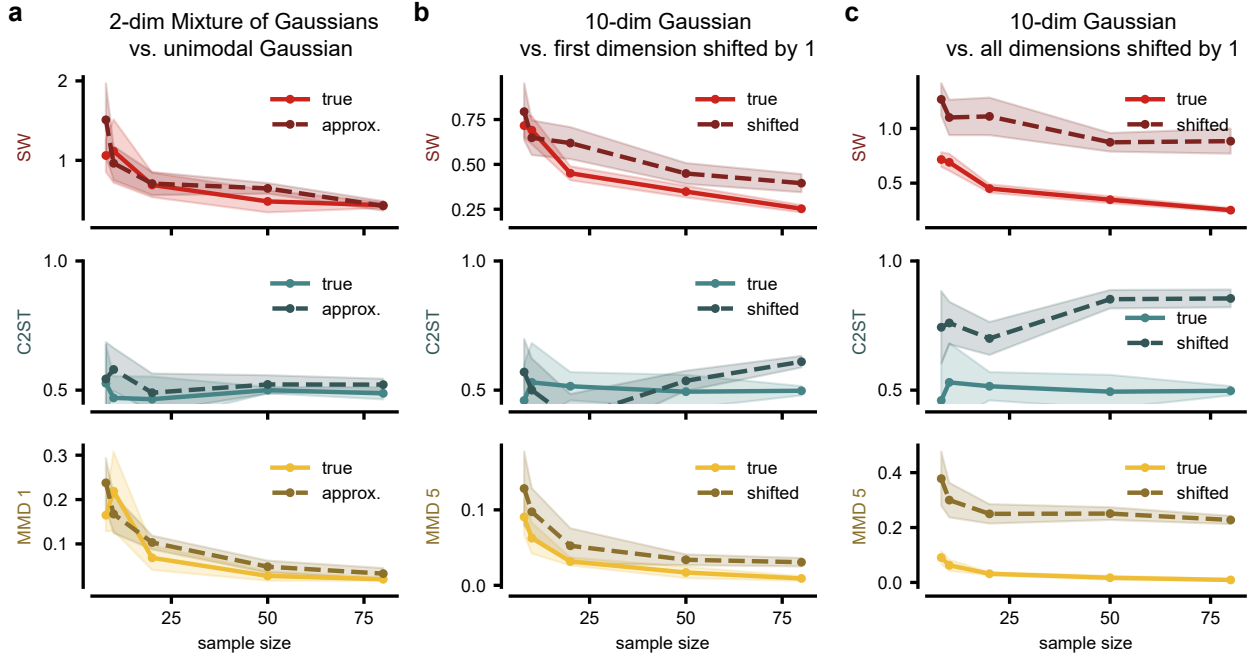 a
2-dim Mixture of Gaussians
vs. unimodal Gaussian
SW
2
1
true
approx.
25
50
75
C2ST
1.0
0.5
true
approx.
MMD 1
0.3
0.2
0.1
true
approx.
25
50
75
sample size
b
10-dim Gaussian
vs. first dimension shifted by 1
SW
0.75
0.50
0.25
true
shifted
C2ST
1.0
0.5
true
shifted
MMD 5
0.1
0.0
true
shifted
25
50
75
sample size
c
10-dim Gaussian
vs. all dimensions shifted by 1
SW
1.0
0.5
true
shifted
C2ST
1.0
0.5
true
shifted
MMD 5
0.4
0.2
0.0
true
shifted
25
50
75
sample size